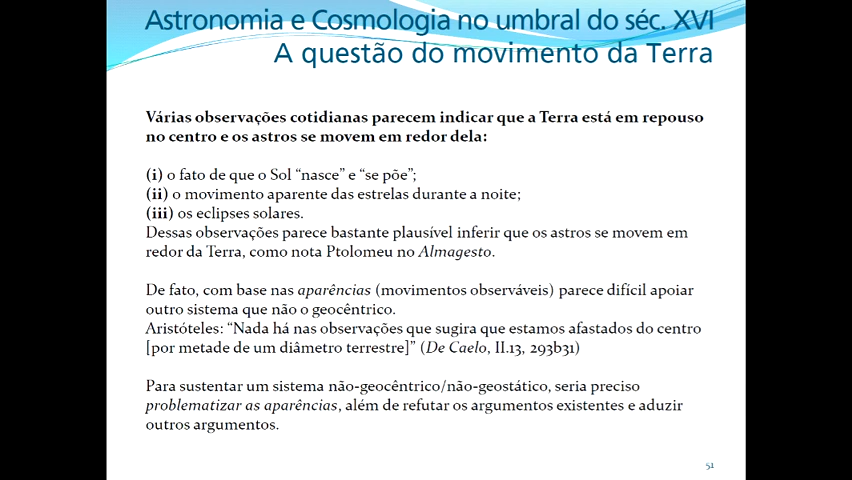 Astronomia e Cosmologia no umbral do séc. XVI
A questão do movimento da Terra
Várias observações cotidianas parecem indicar que a Terra está em repouso
no centro e os astros se movem em redor dela:
(i) o fato de que o Sol “nasce” e “se põe”;
(ii) o movimento aparente das estrelas durante a noite;
(iii) os eclipses solares.
Dessas observações parece bastante plausível inferir que os astros se movem em
redor da Terra, como nota Ptolomeu no Almagesto.
De fato, com base nas aparências (movimentos observáveis) parece difícil apoiar
outro sistema que não o geocêntrico.
Aristóteles: “Nada há nas observações que sugira que estamos afastados do centro
[por metade de um diâmetro terrestre]” (De Caelo, II.13, 293b31)
Para sustentar um sistema não-geocêntrico/não-geostático, seria preciso
problematizar as aparências, além de refutar os argumentos existentes e aduzir
outros argumentos.
51